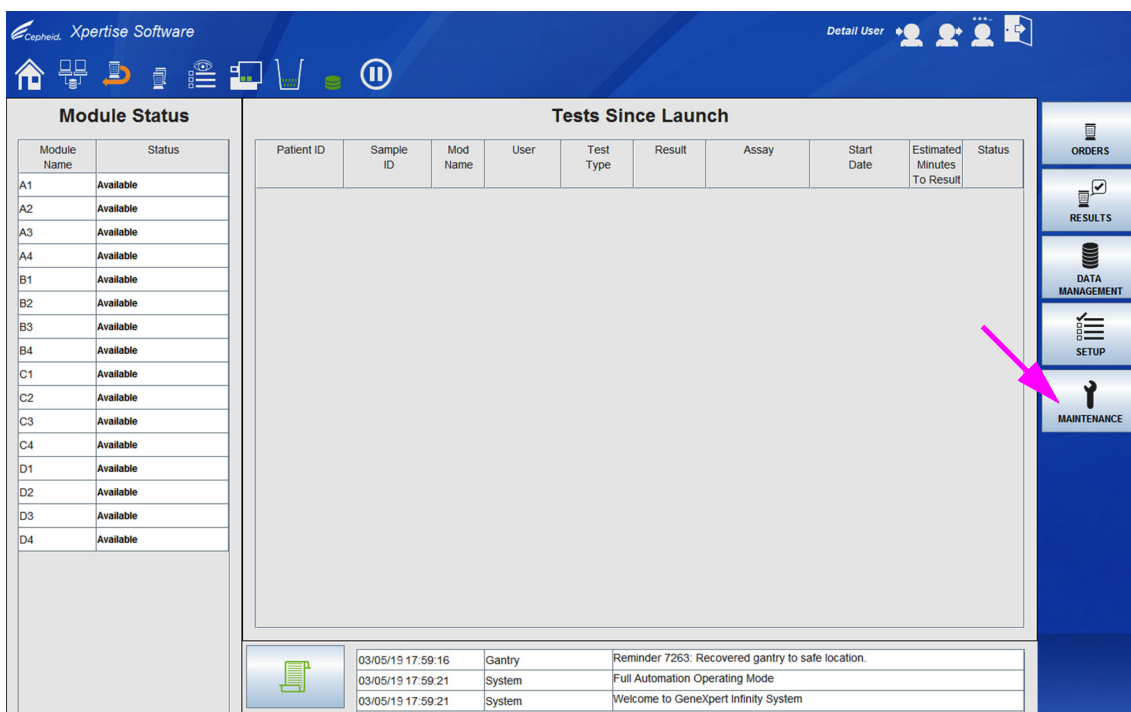 Cepheid. Xpertise Software
Detail User
Module Status
Module Name Status
A1 Available
A2 Available
A3 Available
A4 Available
B1 Available
B2 Available
B3 Available
B4 Available
C1 Available
C2 Available
C3 Available
C4 Available
D1 Available
D2 Available
D3 Available
D4 Available
Tests Since Launch
Patient ID Sample ID Mod Name User Test Type Result Assay Start Date Estimated Minutes To Result Status
ORDERS
RESULTS
DATA
MANAGEMENT
SETUP
MAINTENANCE
03/05/19 17:59:16 Gantry Reminder 7263: Recovered gantry to safe location.
03/05/19 17:59:21 System Full Automation Operating Mode
03/05/19 17:59:21 System Welcome to GeneXpert Infinity System